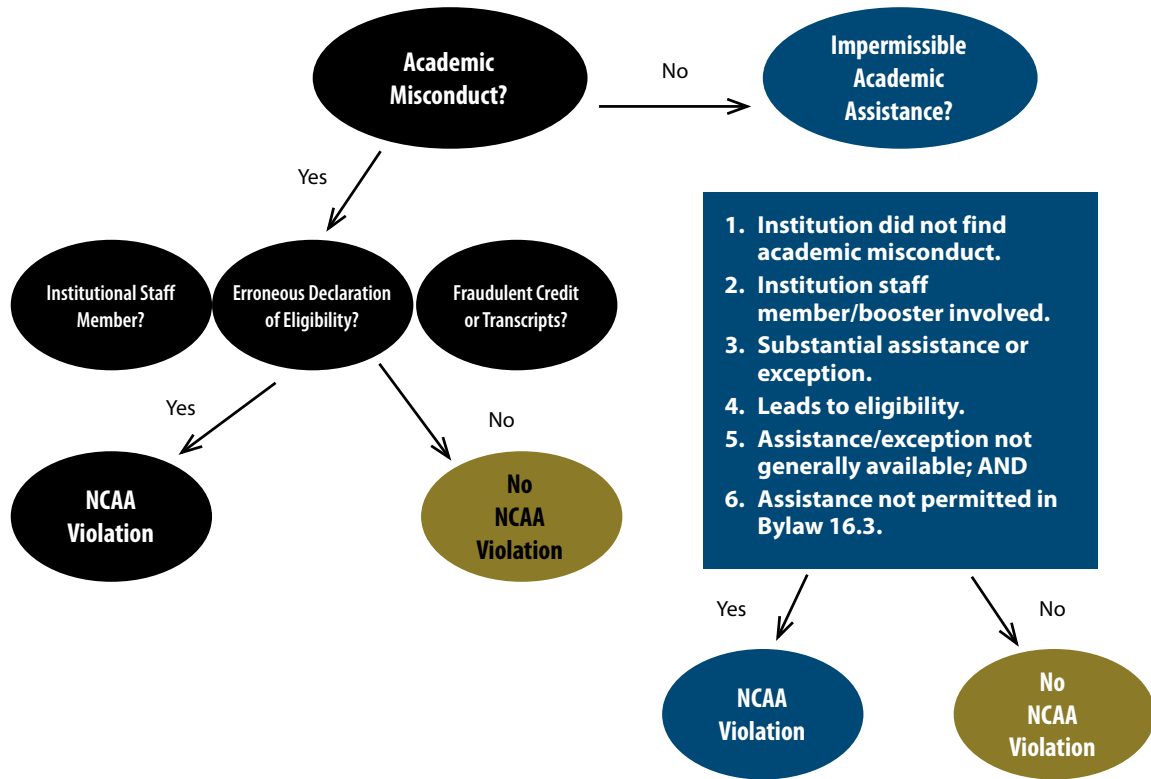 Academic
Misconduct?
No
Impermissible
Academic
Assistance?
Yes
Institutional Staff
Member?
Erroneous Declaration
of Eligibility?
Fraudulent Credit
or Transcripts?
Yes
No
NCAA
Violation
No
NCAA
Violation
1. Institution did not find
academic misconduct.
2. Institution staff
member/booster involved.
3. Substantial assistance or
exception.
4. Leads to eligibility.
5. Assistance/exception not
generally available; AND
6. Assistance not permitted in
Bylaw 16.3.
Yes
No
NCAA
Violation
No
NCAA
Violation